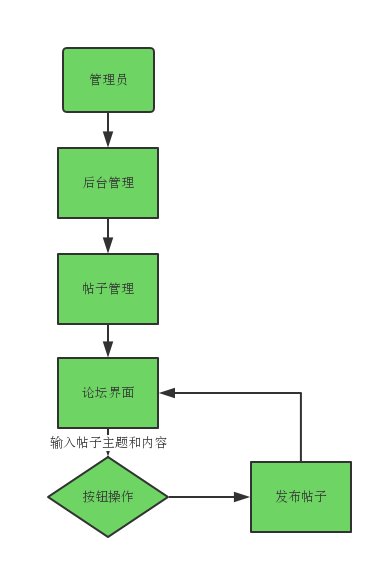 管理员
后台管理
帖子管理
论坛界面
输入帖子主题和内容
按钮操作
发布帖子